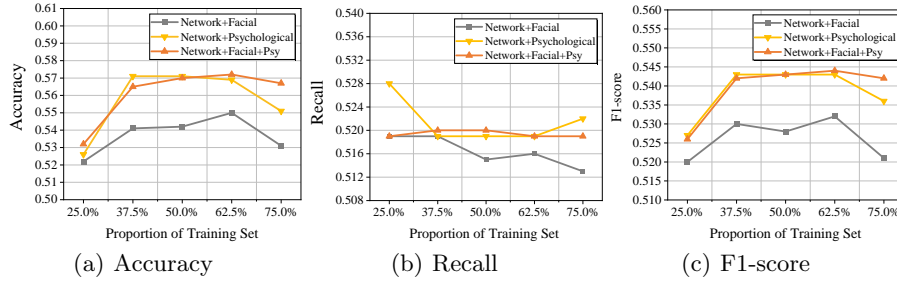 0.61
0.60
0.59
0.58
0.57
0.56
0.55
0.54
0.53
0.52
0.51
0.50
Accuracy
Network+Facial
Network+Psychological
Network+Facial+Psy
25.0% 37.5% 50.0% 62.5% 75.0%
Proportion of Training Set
(a) Accuracy
0.540
0.536
0.532
0.528
0.524
0.520
0.516
0.512
0.508
Recall
Network+Facial
Network+Psychological
Network+Facial+Psy
25.0% 37.5% 50.0% 62.5% 75.0%
Proportion of Training Set
(b) Recall
0.560
0.555
0.550
0.545
0.540
0.535
0.530
0.525
0.520
0.515
0.510
F1-score
Network+Facial
Network+Psychological
Network+Facial+Psy
25.0% 37.5% 50.0% 62.5% 75.0%
Proportion of Training Set
(c) F1-score